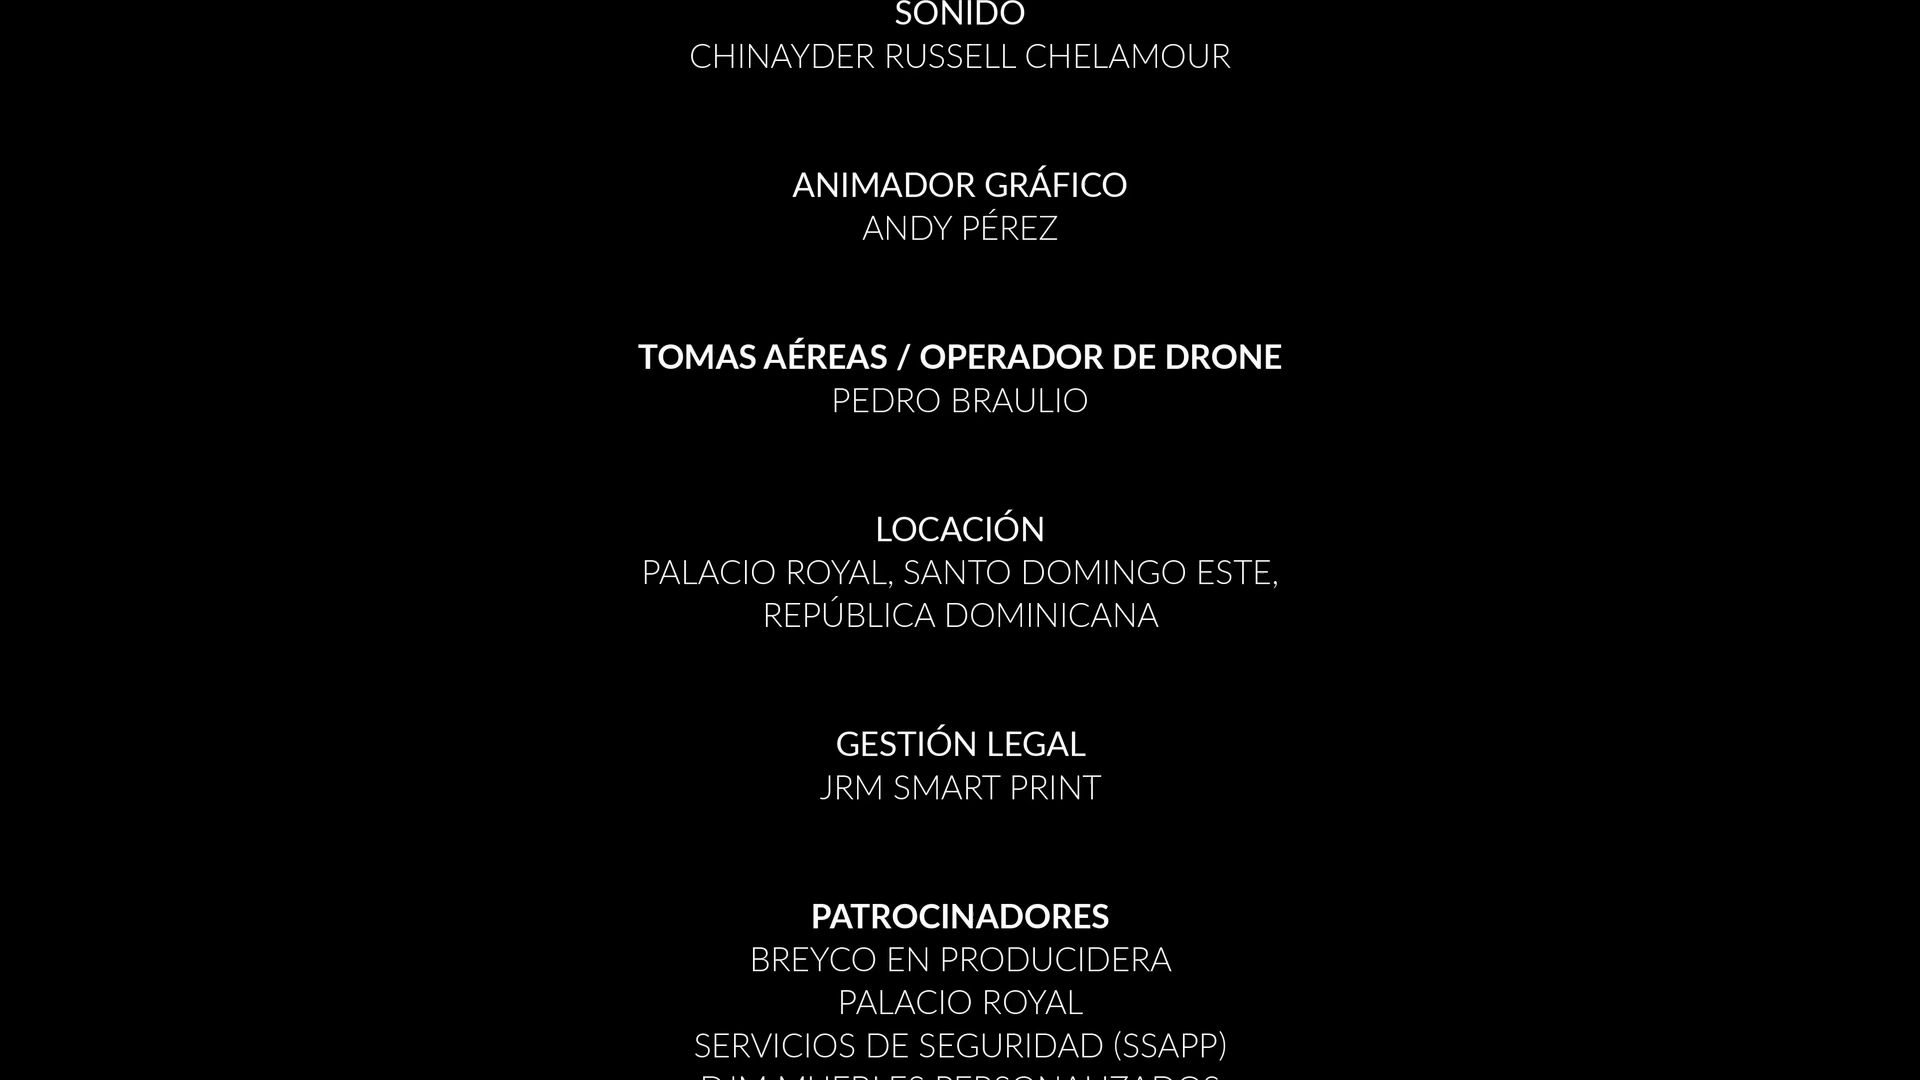 SONIDO
CHINAYDER RUSSELL CHELAMOUR
ANIMADOR GRÁFICO
ANDY PÉREZ
TOMAS AÉREAS / OPERADOR DE DRONE
PEDRO BRAULIO
LOCACIÓN
PALACIO ROYAL, SANTO DOMINGO ESTE,
REPÚBLICA DOMINICANA
GESTIÓN LEGAL
JRM SMART PRINT
PATROCINADORES
BREYCO EN PRODUCIDERA
PALACIO ROYAL
SERVICIOS DE SEGURIDAD (SSAPP)
MUEBLES PERSONALIZADOS